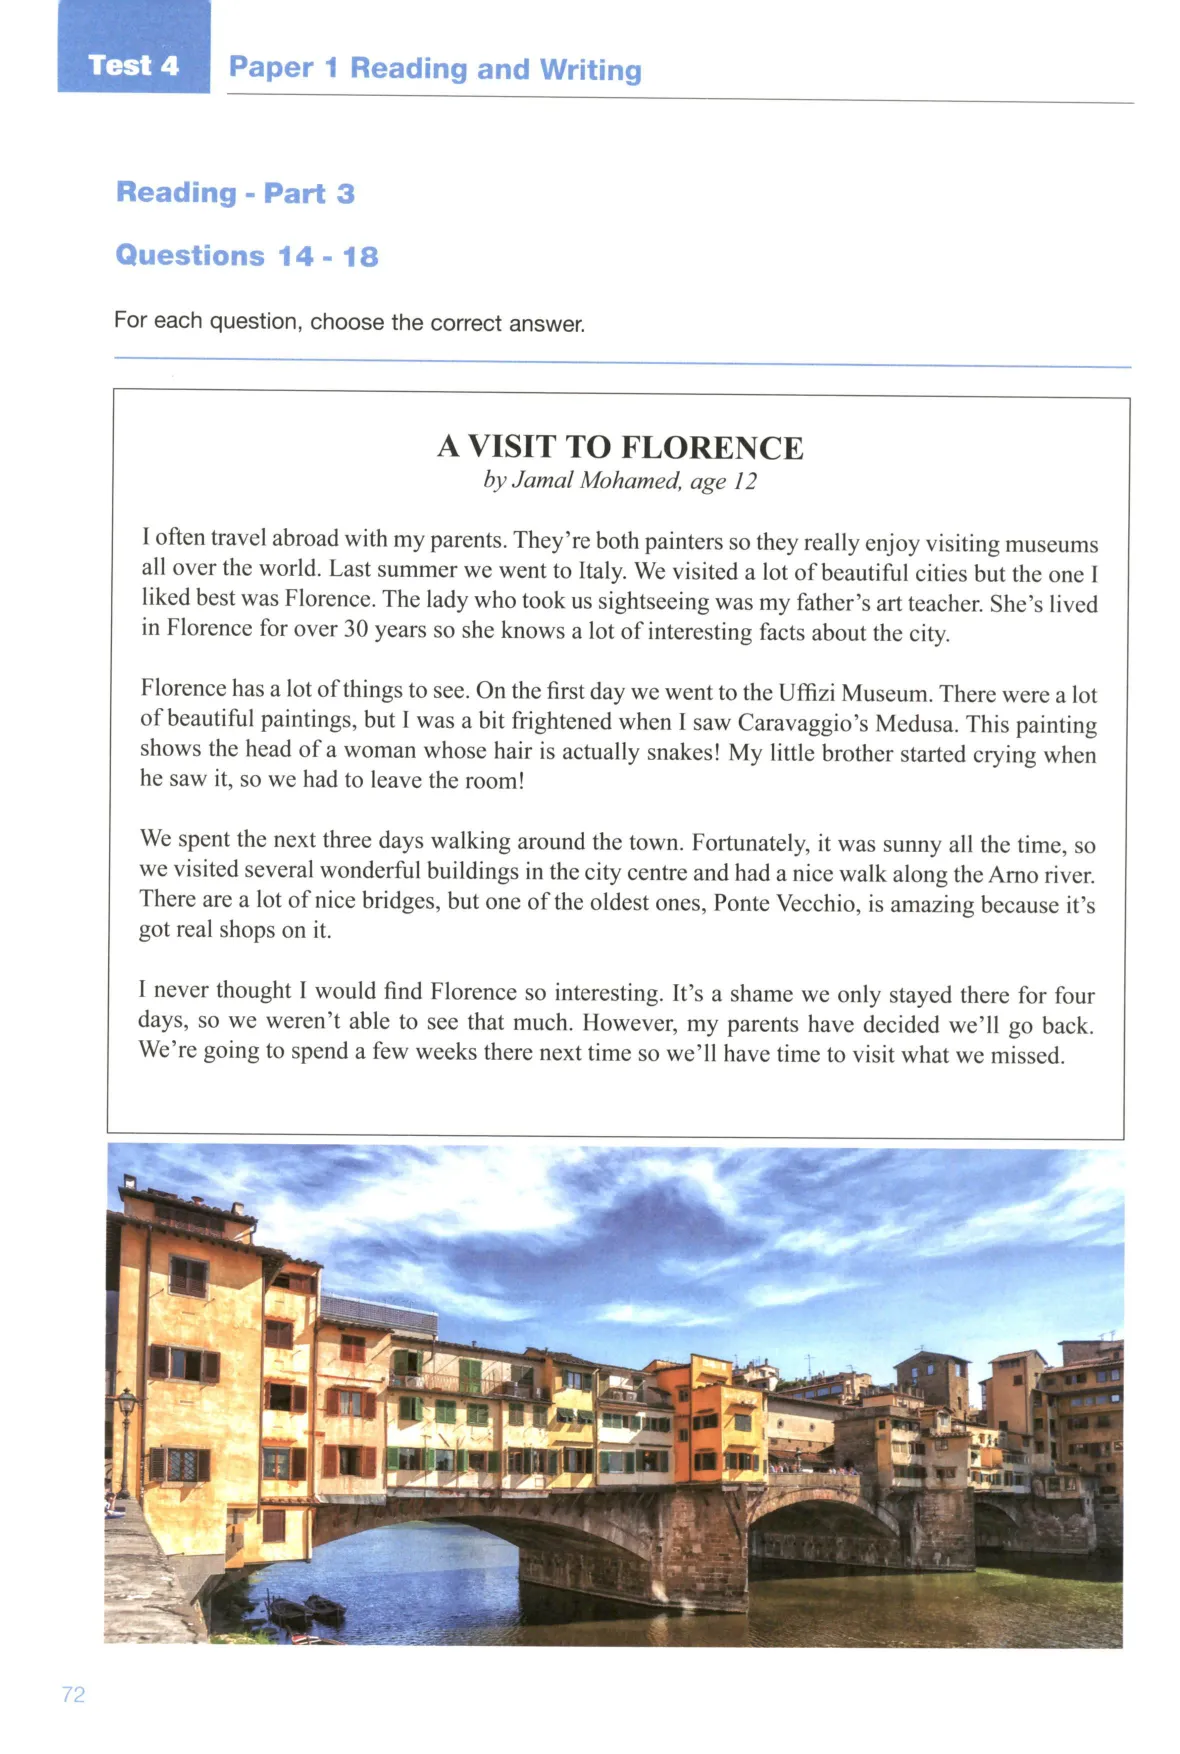 Test 4
Paper 1 Reading and Writing
Reading - Part 3
Questions 14 - 18
For each question, choose the correct answer.
A VISIT TO FLORENCE
by Jamal Mohamed, age 12
I often travel abroad with my parents. They're both painters so they really enjoy visiting museums
all over the world. Last summer we went to Italy. We visited a lot of beautiful cities but the one I
liked best was Florence. The lady who took us sightseeing was my father's art teacher. She's lived
in Florence for over 30 years so she knows a lot of interesting facts about the city.
Florence has a lot of things to see. On the first day we went to the Uffizi Museum. There were a lot
of beautiful paintings, but I was a bit frightened when I saw Caravaggio's Medusa. This painting
shows the head of a woman whose hair is actually snakes! My little brother started crying when
he saw it, so we had to leave the room!
We spent the next three days walking around the town. Fortunately, it was sunny all the time, so
we visited several wonderful buildings in the city centre and had a nice walk along the Arno river.
There are a lot of nice bridges, but one of the oldest ones, Ponte Vecchio, is amazing because it's
got real shops on it.
I never thought I would find Florence so interesting. It's a shame we only stayed there for four
days, so we weren't able to see that much. However, my parents have decided we'll go back.
We're going to spend a few weeks there next time so we'll have time to visit what we missed.
72